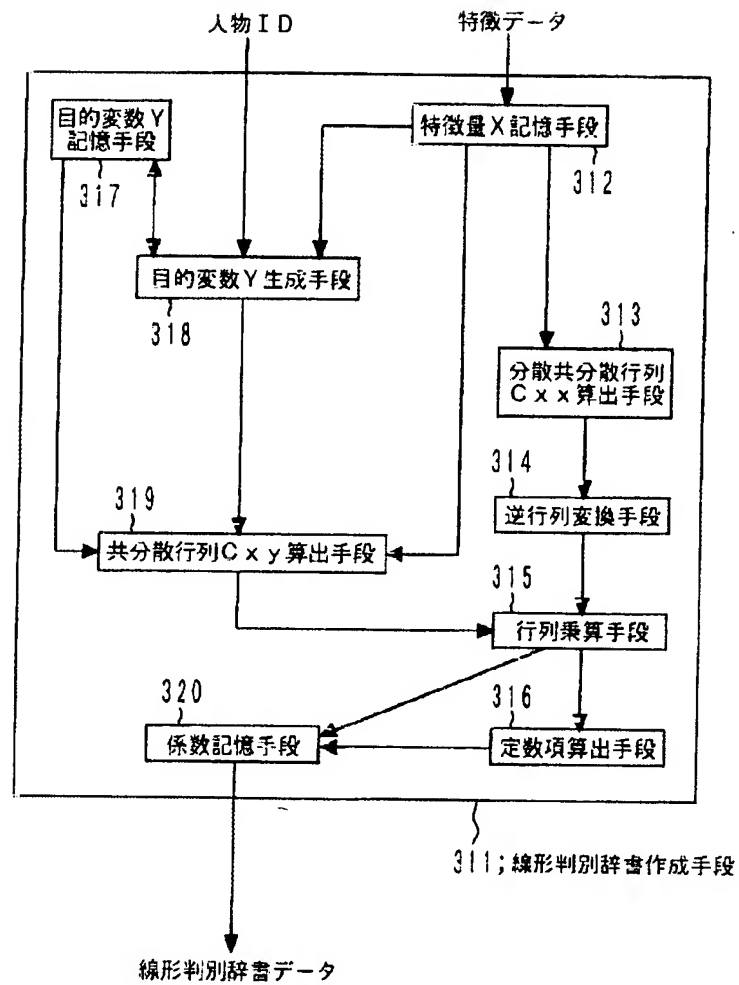 人物ID
特徴データ
目的変数Y
記憶手段
317
特徴量X記憶手段
312
目的変数Y生成手段
318
313
分散共分散行列
Cxx算出手段
314
逆行列変換手段
319
共分散行列Cxy算出手段
315
行列乗算手段
320
係数記憶手段
316
定数項算出手段
311;線形判別辞書作成手段
線形判別辞書データ